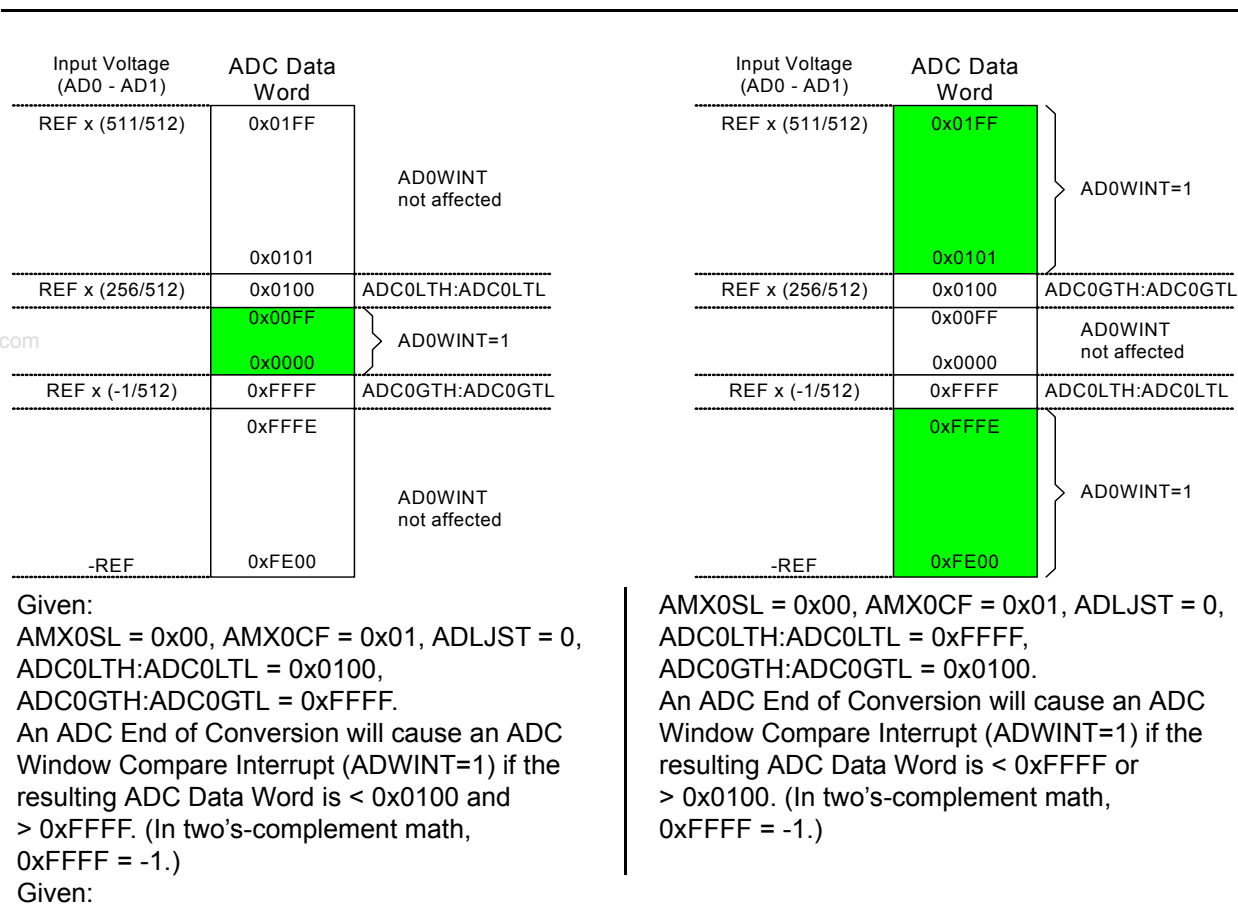 Input Voltage
(AD0 - AD1)
ADC Data
Word
REF x (511/512)
0x01FF
AD0WINT
not affected
0x0101
REF x (256/512)
0x0100
ADC0LTH:ADC0LTL
0x00FF
AD0WINT=1
0x0000
REF x (-1/512)
0xFFFF
ADC0GTH:ADC0GTL
0xFFFE
AD0WINT
not affected
-REF
0xFE00
Input Voltage
(AD0 - AD1)
ADC Data
Word
REF x (511/512)
0x01FF
AD0WINT=1
0x0101
REF x (256/512)
0x0100
ADC0GTH:ADC0GTL
0x00FF
AD0WINT
not affected
0x0000
REF x (-1/512)
0xFFFF
ADC0LTH:ADC0LTL
0xFFFE
AD0WINT=1
-REF
0xFE00
com
Given:
AMX0SL = 0x00, AMX0CF = 0x01, ADLJST = 0,
ADC0LTH:ADC0LTL = 0x0100,
ADC0GTH:ADC0GTL = 0xFFFF.
An ADC End of Conversion will cause an ADC
Window Compare Interrupt (ADWINT=1) if the
resulting ADC Data Word is < 0x0100 and
> 0xFFFF. (In two’s-complement math,
0xFFFF = -1.)
Given:
AMX0SL = 0x00, AMX0CF = 0x01, ADLJST = 0,
ADC0LTH:ADC0LTL = 0xFFFF,
ADC0GTH:ADC0GTL = 0x0100.
An ADC End of Conversion will cause an ADC
Window Compare Interrupt (ADWINT=1) if the
resulting ADC Data Word is < 0xFFFF or
> 0x0100. (In two’s-complement math,
0xFFFF = -1.)